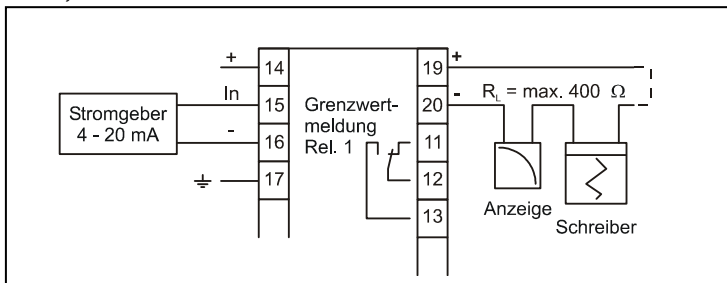 +
14
In
15
-
16
17
Stromgeber
4 - 20 mA
Grenzwert-
meldung
Rel. 1
19
+
20
-
R_L = max. 400 Ω
11
12
13
Anzeige
Schreiber